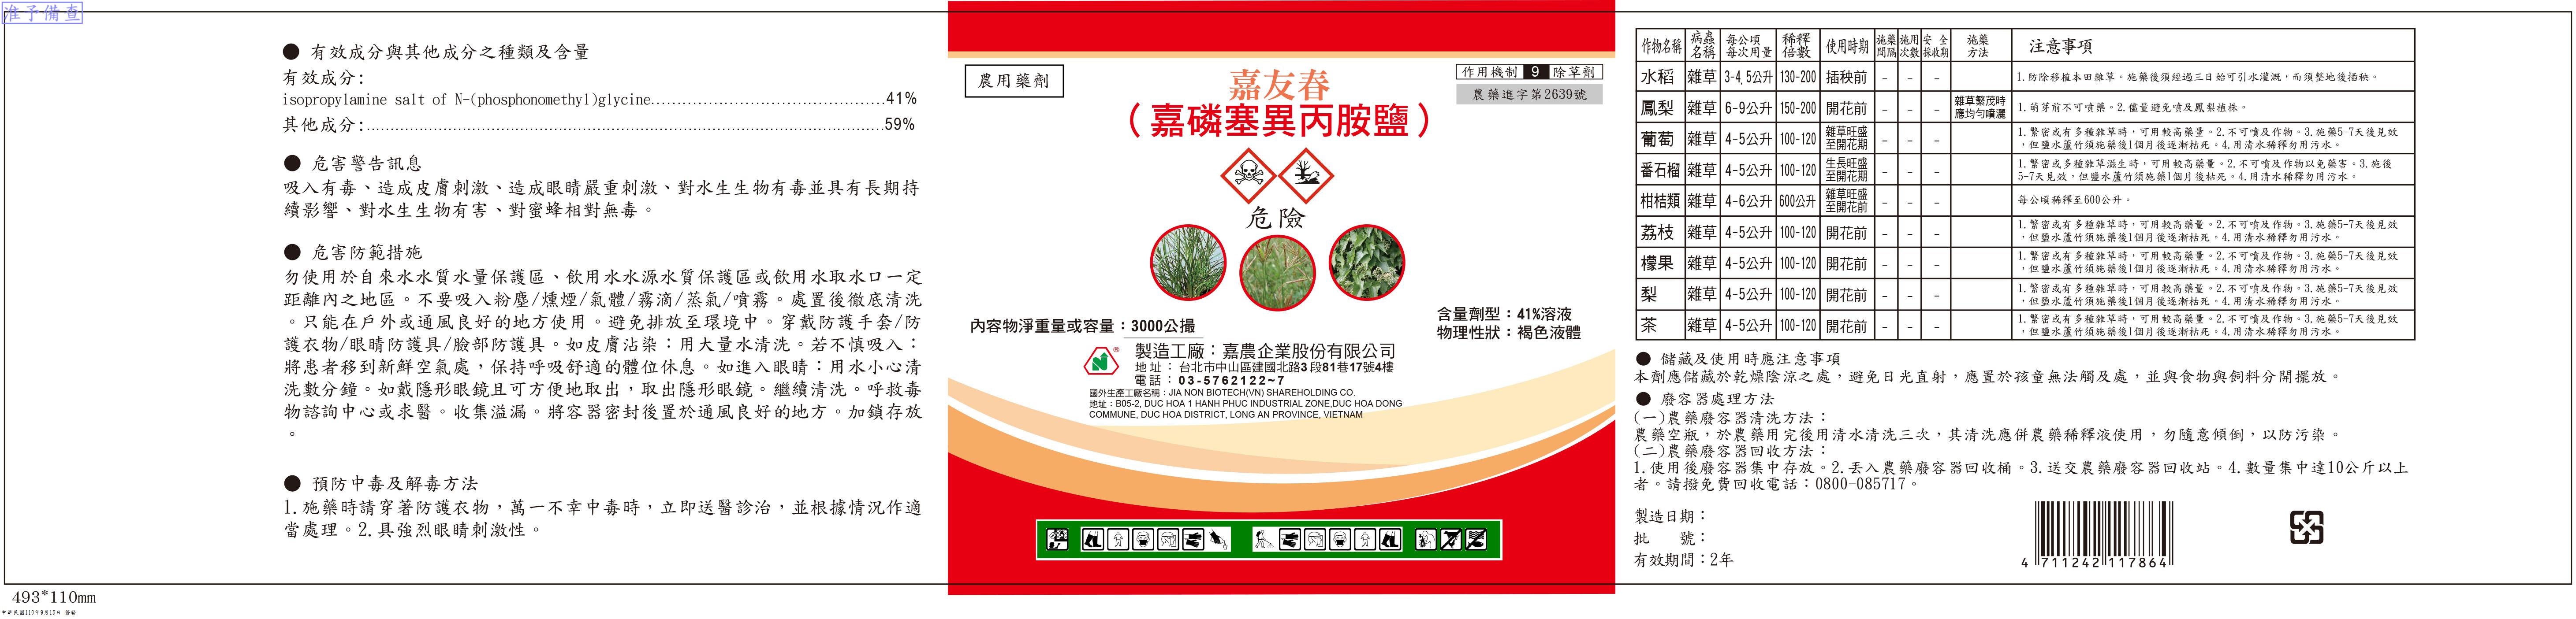 准予備查
● 有效成分與其他成分之種類及含量
有效成分:
isopropylamine salt of N-(phosphonomethyl)glycine............................................41%
其他成分:..................................................................................................59%
● 危害警告訊息
吸入有毒、造成皮膚刺激、造成眼睛嚴重刺激、對水生生物有毒並具有長期持
續影響、對水生生物有害、對蜜蜂相對無毒。
● 危害防範措施
勿使用於自來水水質水量保護區、飲用水水源水質保護區或飲用水取水口一定
距離內之地區。不要吸入粉塵/燻煙/氣體/霧滴/蒸氣/噴霧。處置後徹底清洗
。只能在戶外或通風良好的地方使用。避免排放至環境中。穿戴防護手套/防
護衣物/眼睛防護具/臉部防護具。如皮膚沾染：用大量水清洗。若不慎吸入：
將患者移到新鮮空氣處，保持呼吸舒適的體位休息。如進入眼睛：用水小心清
洗數分鐘。如戴隱形眼鏡且可方便地取出，取出隱形眼鏡。繼續清洗。呼救毒
物諮詢中心或求醫。收集溢漏。將容器密封後置於通風良好的地方。加鎖存放
。
● 預防中毒及解毒方法
1.施藥時請穿著防護衣物，萬一不幸中毒時，立即送醫診治，並根據情況作適
當處理。2.具強烈眼睛刺激性。
493*110mm
中華民國110年9月15日 簽發
農用藥劑
嘉友春
作用機制 9 除草劑
農藥進字第2639號
（嘉磷塞異丙胺鹽）
危險
內容物淨重量或容量：3000公撮
含量劑型：41%溶液
物理性狀：褐色液體
製造工廠：嘉農企業股份有限公司
地址：台北市中山區建國北路3段81巷17號4樓
電話：03-5762122~7
國外生產工廠名稱：JIA NON BIOTECH(VN) SHAREHOLDING CO.
地址：B05-2, DUC HOA 1 HANH PHUC INDUSTRIAL ZONE,DUC HOA DONG
COMMUNE, DUC HOA DISTRICT, LONG AN PROVINCE, VIETNAM
作物名稱 病蟲名稱 每公頃每次用量 稀釋倍數 使用時期 施藥間隔 施用次數 安全採收期 施藥方法 注意事項
水稻 雜草 3-4,5公升 130-200 插秧前 - - - 1.防除移植本田雜草。施藥後須經過三日始可引水灌溉，而須整地後插秧。
鳳梨 雜草 6-9公升 150-200 開花前 - - - 雜草繁茂時應均勻噴灑 1.萌芽前不可噴藥。2.儘量避免噴及鳳梨植株。
葡萄 雜草 4-5公升 100-120 雜草旺盛至開花期 - - - 1.繁密或有多種雜草時，可用較高藥量。2.不可噴及作物。3.施藥5-7天後見效
，但鹽水蘆竹須施藥後1個月後逐漸枯死。4.用清水稀釋勿用污水。
番石榴 雜草 4-5公升 100-120 生長旺盛至開花期 - - - 1.繁密或多種雜草滋生時，可用較高藥量。2.不可噴及作物以免藥害。3.施後
5-7天見效，但鹽水蘆竹須施藥1個月後枯死。4.用清水稀釋勿用污水。
柑桔類 雜草 4-6公升 600公升 雜草旺盛至開花前 - - - 每公頃稀釋至600公升。
荔枝 雜草 4-5公升 100-120 開花前 - - - 1.繁密或有多種雜草時，可用較高藥量。2.不可噴及作物。3.施藥5-7天後見效
，但鹽水蘆竹須施藥後1個月後逐漸枯死。4.用清水稀釋勿用污水。
檬果 雜草 4-5公升 100-120 開花前 - - - 1.繁密或有多種雜草時，可用較高藥量。2.不可噴及作物。3.施藥5-7天後見效
，但鹽水蘆竹須施藥後1個月後逐漸枯死。4.用清水稀釋勿用污水。
梨 雜草 4-5公升 100-120 開花前 - - - 1.繁密或有多種雜草時，可用較高藥量。2.不可噴及作物。3.施藥5-7天後見效
，但鹽水蘆竹須施藥後1個月後逐漸枯死。4.用清水稀釋勿用污水。
茶 雜草 4-5公升 100-120 開花前 - - - 1.繁密或有多種雜草時，可用較高藥量。2.不可噴及作物。3.施藥5-7天後見效
，但鹽水蘆竹須施藥後1個月後逐漸枯死。4.用清水稀釋勿用污水。
● 儲藏及使用時應注意事項
本劑應儲藏於乾燥陰涼之處，避免日光直射，應置於孩童無法觸及處，並與食物與飼料分開擺放。
● 廢容器處理方法
(一)農藥廢容器清洗方法：
農藥空瓶，於農藥用完後用清水清洗三次，其清洗應併農藥稀釋液使用，勿隨意傾倒，以防污染。
(二)農藥廢容器回收方法：
1.使用後廢容器集中存放。2.丟入農藥廢容器回收桶。3.送交農藥廢容器回收站。4.數量集中達10公斤以上
者。請撥免費回收電話：0800-085717。
製造日期：
批　號：
有效期間：2年
4 711242 117864